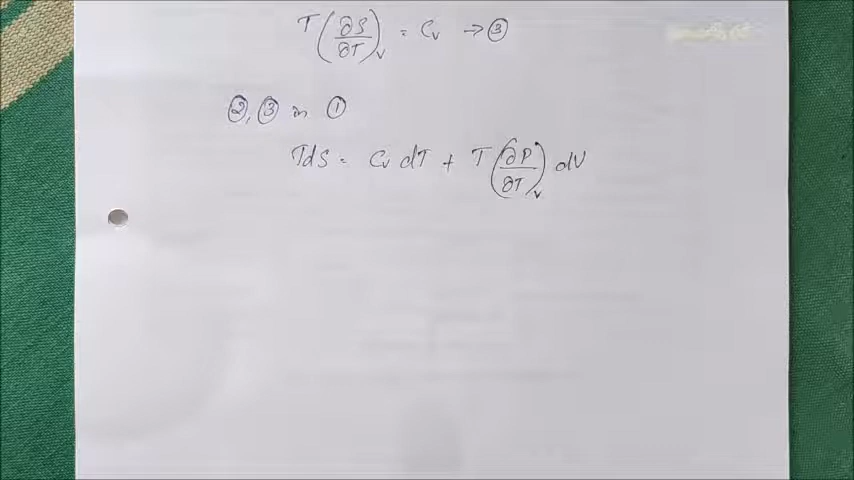 T(∂S/∂T)_V = C_V → ③
②, ③ in ①
TdS = C_V dT + T(∂P/∂T)_V dV